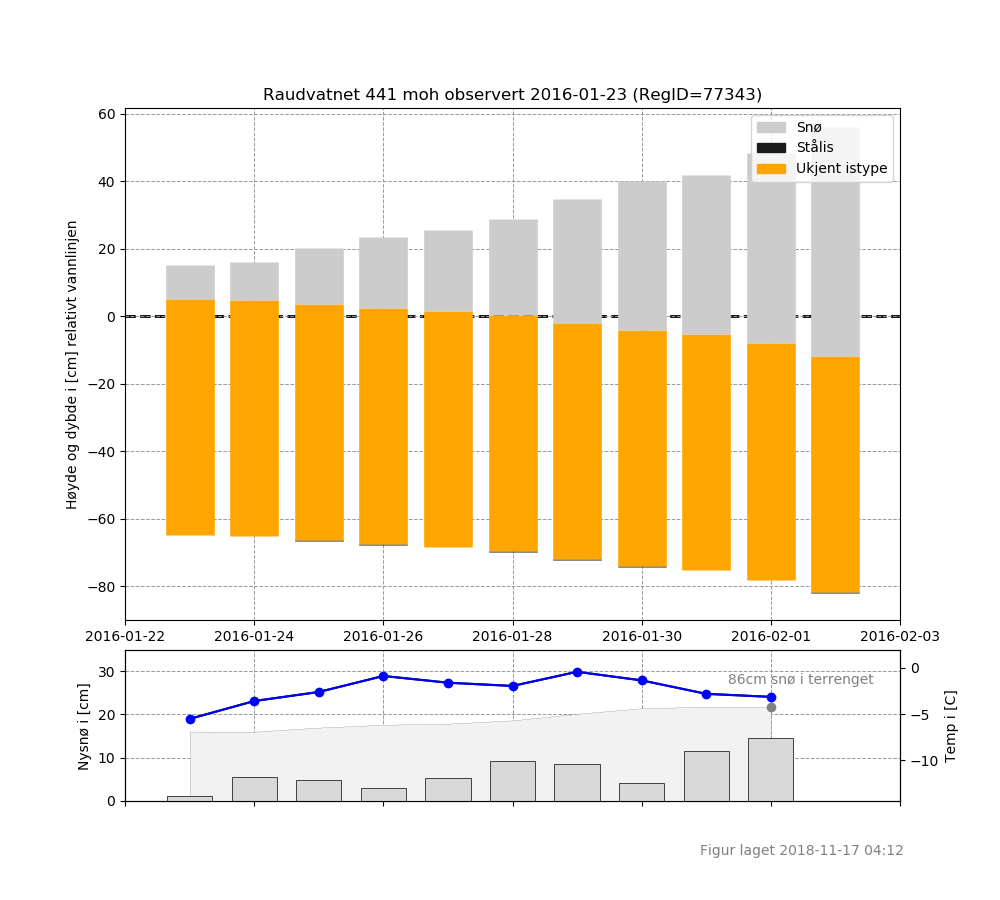 Raudvatnet 441 moh observert 2016-01-23 (RegID=77343)
Høyde og dybde i [cm] relativt vannlinjen
60
40
20
0
−20
−40
−60
−80
Snø
Stålis
Ukjent istype
2016-01-22 2016-01-24 2016-01-26 2016-01-28 2016-01-30 2016-02-01 2016-02-03
Nysnø i [cm]
30
20
10
0
86cm snø i terrenget
0
−5
−10
Temp i [C]
Figur laget 2018-11-17 04:12